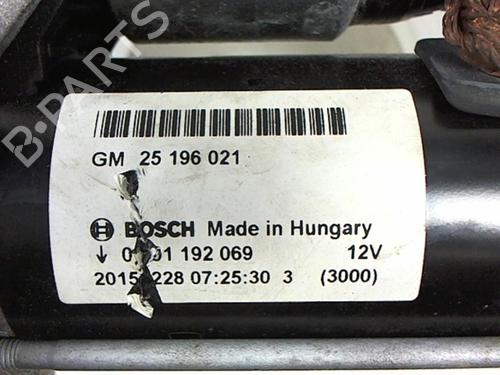 B-PARTS
GM 25 196 021
BOSCH Made in Hungary
192 069 12V
07:25:30 3 (3000)